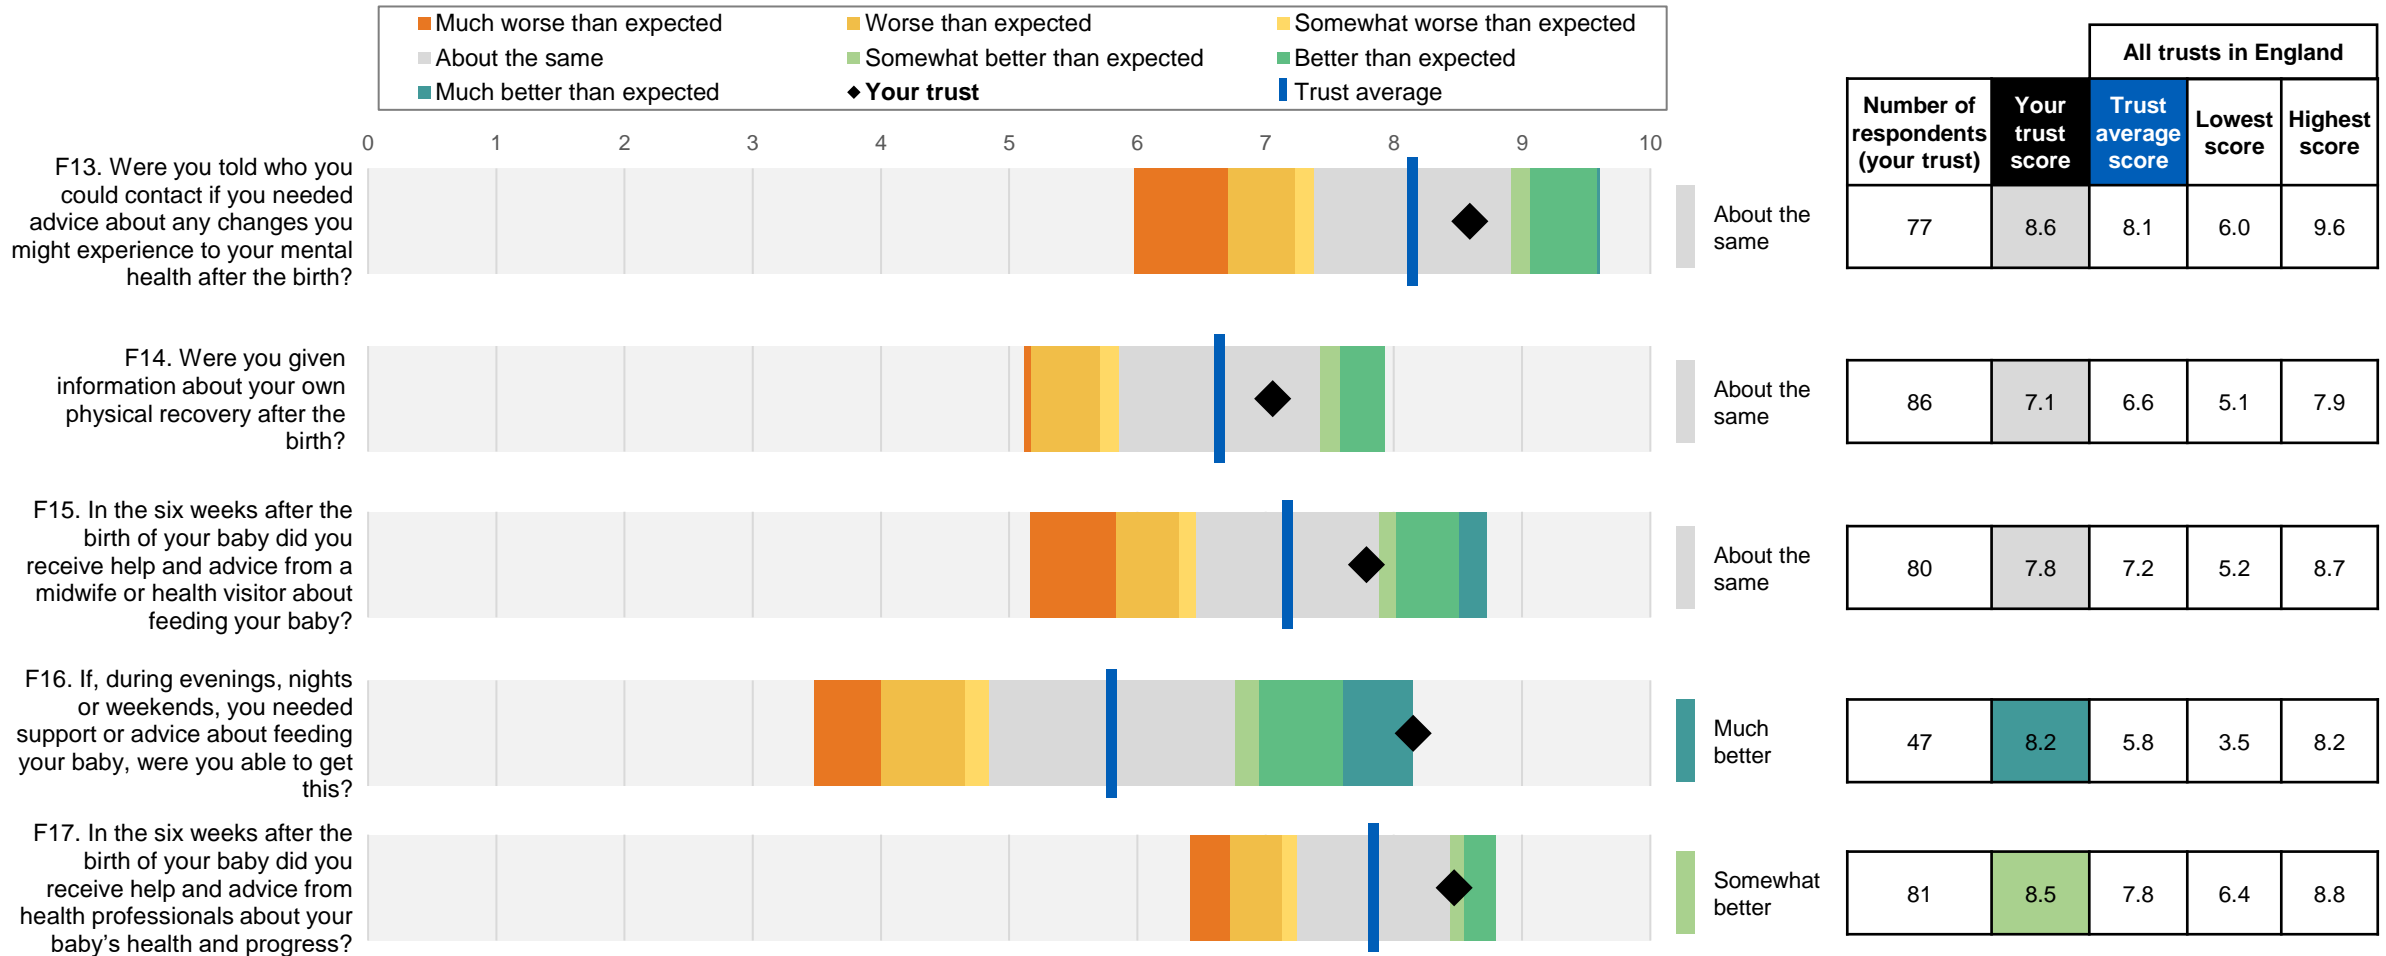 Much worse than expected
Worse than expected
Somewhat worse than expected
About the same
Somewhat better than expected
Better than expected
Much better than expected
Your trust
Trust average
All trusts in England
Number of respondents (your trust)
Your trust score
Trust average score
Lowest score
Highest score
0 1 2 3 4 5 6 7 8 9 10
F13. Were you told who you
could contact if you needed
advice about any changes you
might experience to your mental
health after the birth?
About the
same
77 8.6 8.1 6.0 9.6
F14. Were you given
information about your own
physical recovery after the
birth?
About the
same
86 7.1 6.6 5.1 7.9
F15. In the six weeks after the
birth of your baby did you
receive help and advice from a
midwife or health visitor about
feeding your baby?
About the
same
80 7.8 7.2 5.2 8.7
F16. If, during evenings, nights
or weekends, you needed
support or advice about feeding
your baby, were you able to get
this?
Much
better
47 8.2 5.8 3.5 8.2
F17. In the six weeks after the
birth of your baby did you
receive help and advice from
health professionals about your
baby’s health and progress?
Somewhat
better
81 8.5 7.8 6.4 8.8